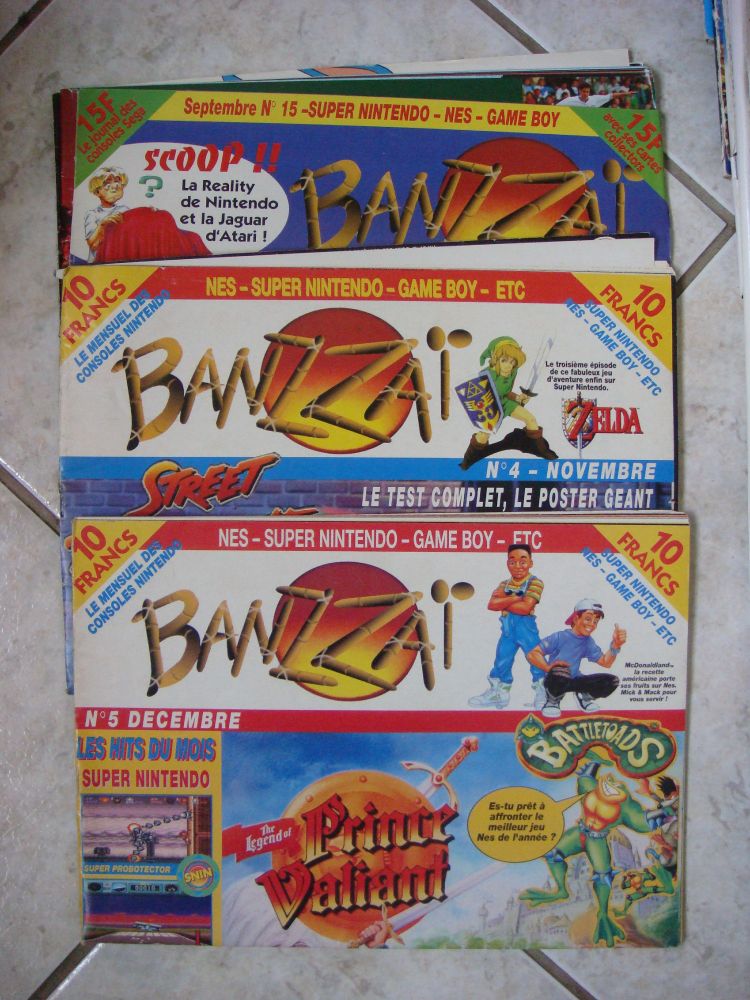 15F
Le journal des
consoles Sega
Septembre N° 15 -SUPER NINTENDO - NES - GAME BOY
15F
avec ses cartes
collectors
SCOOP !!
?
La Reality
de Nintendo
et la Jaguar
d'Atari !
BANZZAÏ
10
FRANCS
LE MENSUEL DES
CONSOLES NINTENDO
NES - SUPER NINTENDO - GAME BOY - ETC
10
FRANCS
SUPER NINTENDO
NES - GAME BOY - ETC
BANZZAÏ
Le troisième épisode
de ce fabuleux jeu
d'aventure enfin sur
Super Nintendo.
ZELDA
N°4 - NOVEMBRE
STREET
LE TEST COMPLET, LE POSTER GEANT
10
FRANCS
LE MENSUEL DES
CONSOLES NINTENDO
NES - SUPER NINTENDO - GAME BOY - ETC
10
FRANCS
SUPER NINTENDO
NES - GAME BOY - ETC
BANZZAÏ
McDonaldland™
la recette
américaine porte
ses fruits sur Nes.
Mick & Mack pour
vous servir !
N°5 DECEMBRE
LES HITS DU MOIS
SUPER NINTENDO
SUPER PROBOTECTOR
SNIN
The
Legend of
Prince
Valiant
BATTLETOADS
Es-tu prêt à
affronter le
meilleur jeu
Nes de l'année ?